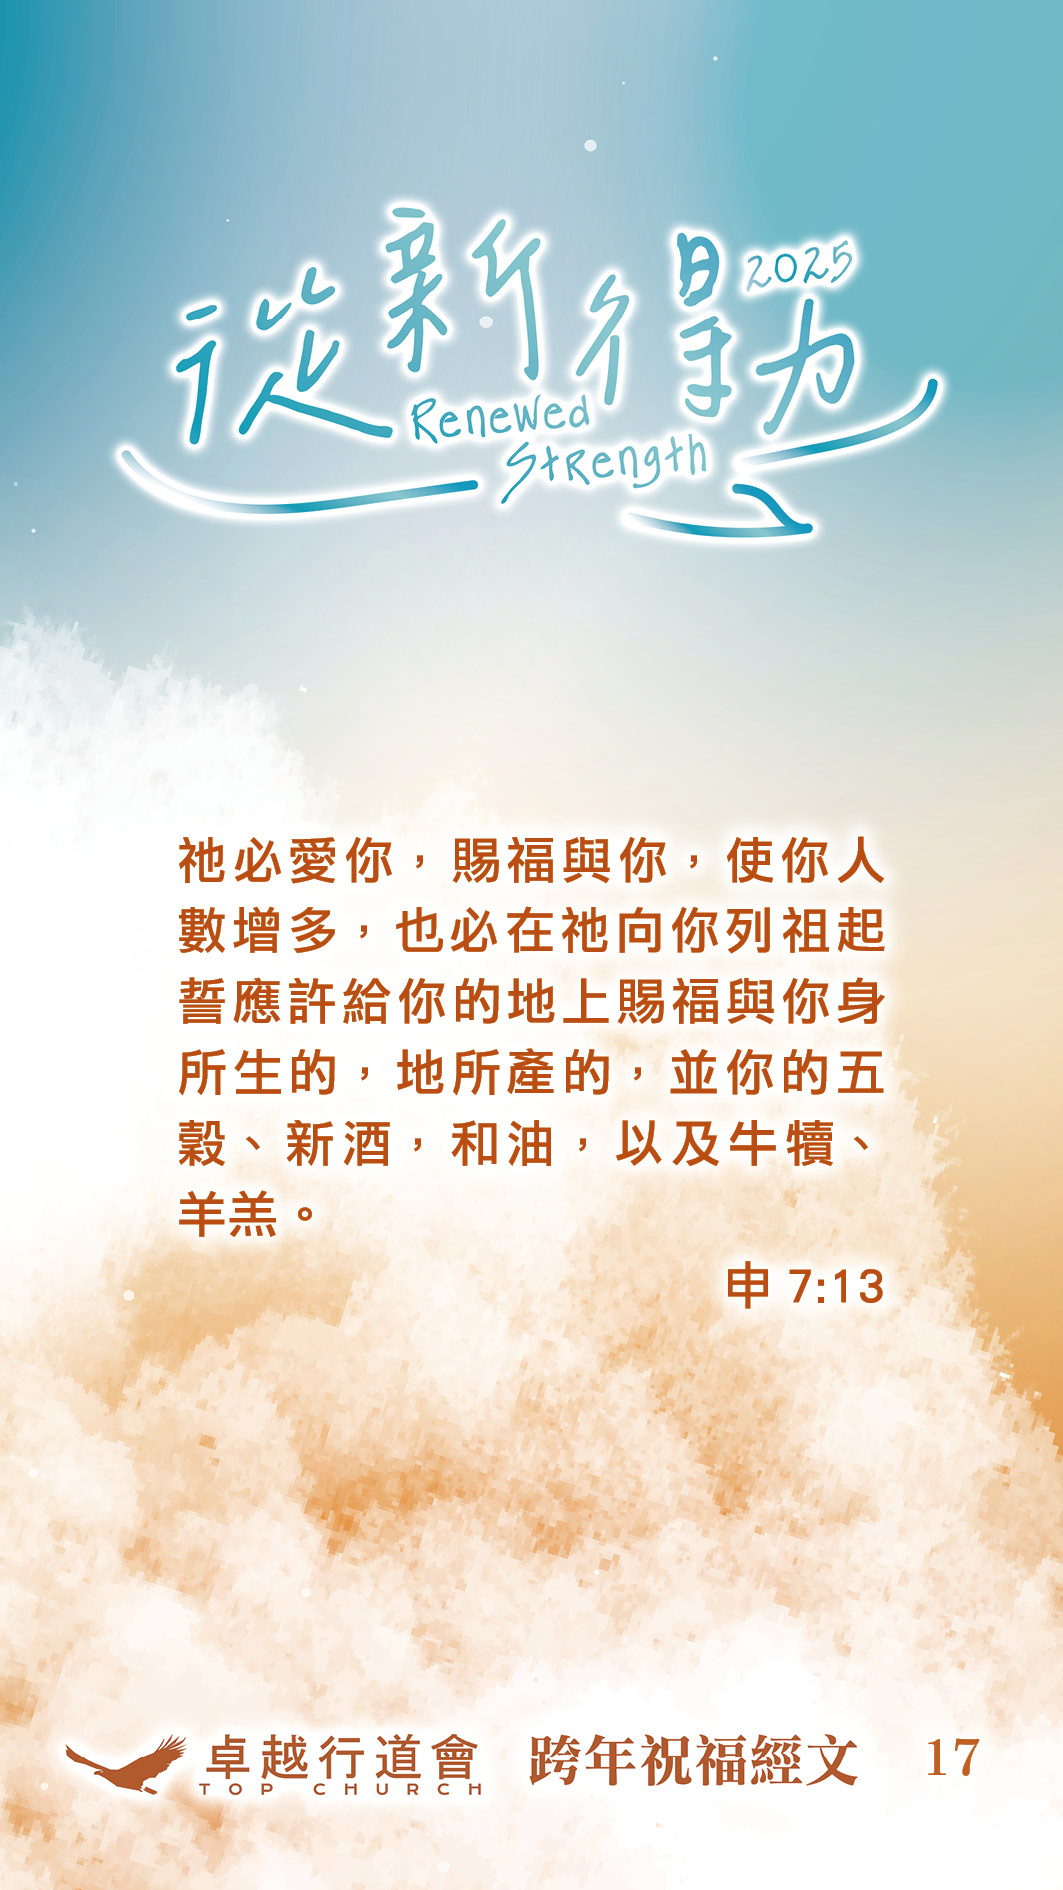 從新得力 2025
Renewed
Strength
祂必愛你，賜福與你，使你人
數增多，也必在祂向你列祖起
誓應許給你的地上賜福與你身
所生的，地所產的，並你的五
穀、新酒，和油，以及牛犢、
羊羔。
申 7:13
卓越行道會 跨年祝福經文 17
TOP CHURCH